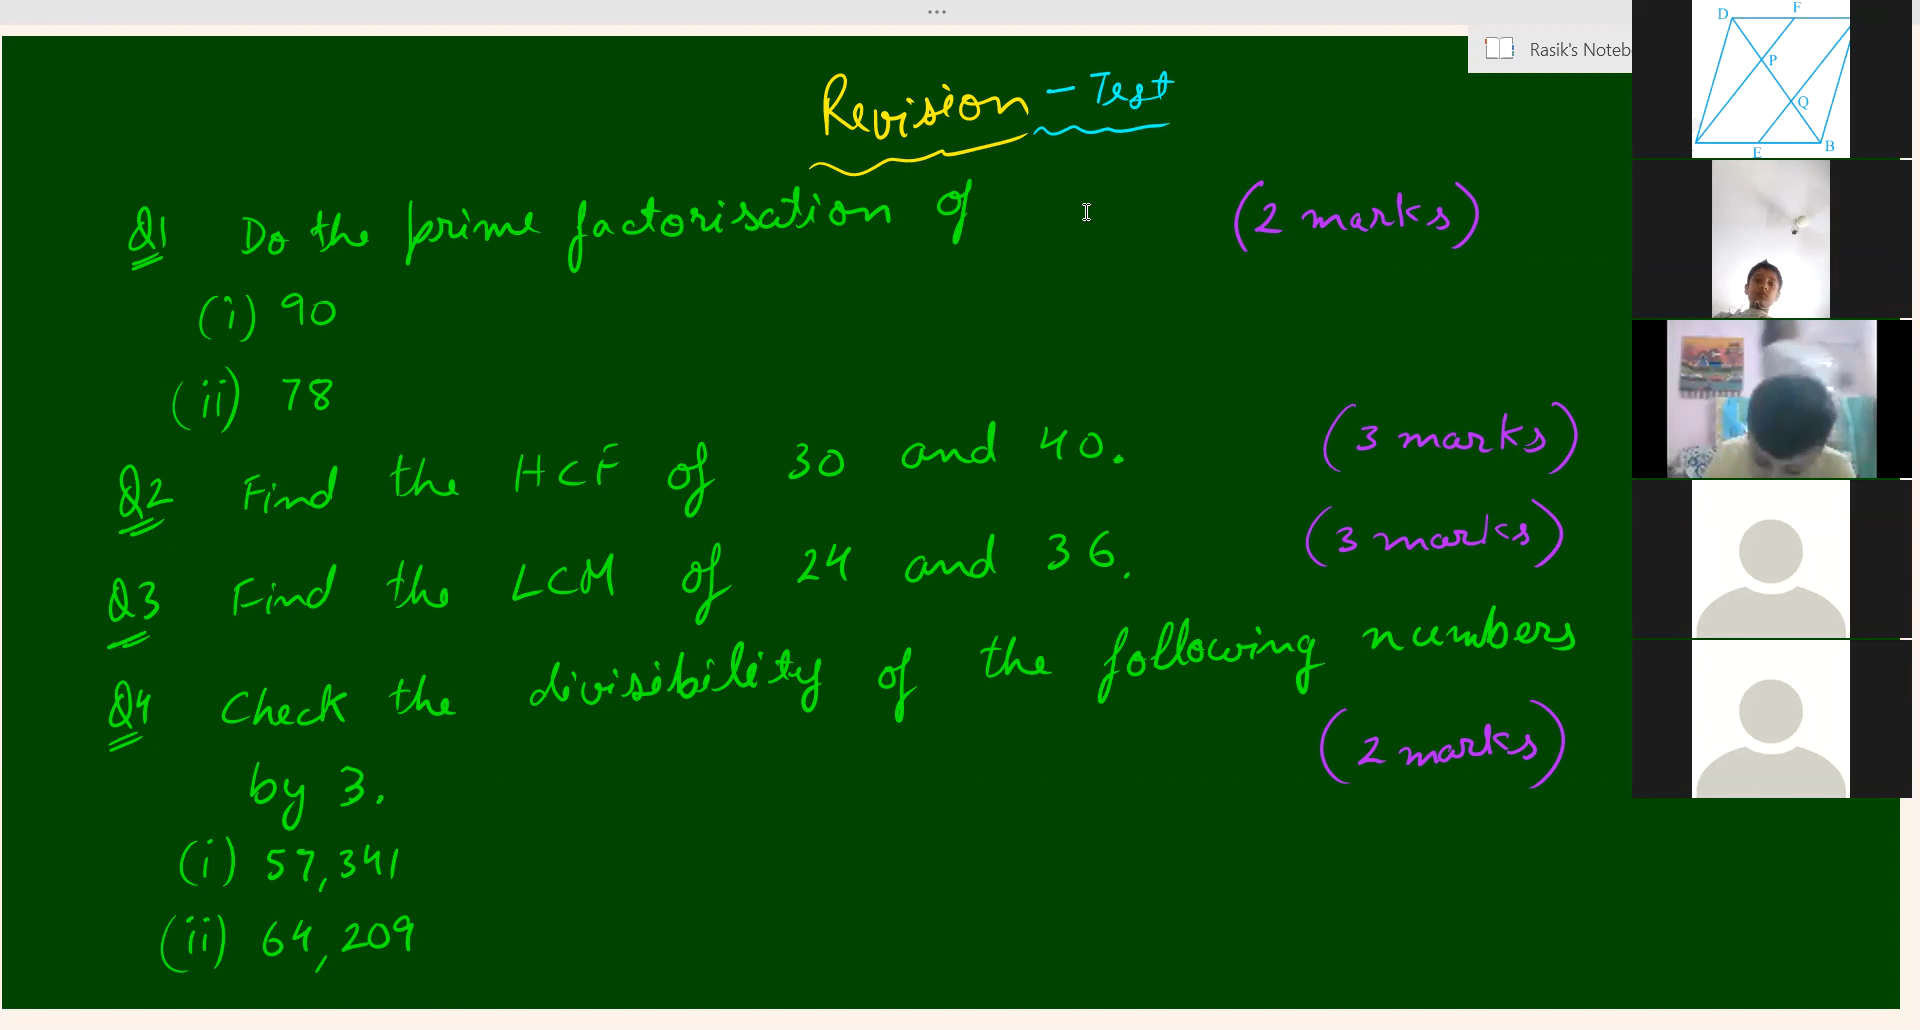 ...
Rasik's Noteb
Revision - Test
Q1 Do the prime factorisation of (2 marks)
(i) 90
(ii) 78
Q2 Find the HCF of 30 and 40. (3 marks)
Q3 Find the LCM of 24 and 36. (3 marks)
Q4 Check the divisibility of the following numbers
by 3. (2 marks)
(i) 57,341
(ii) 64,209
D F
P
Q
E B